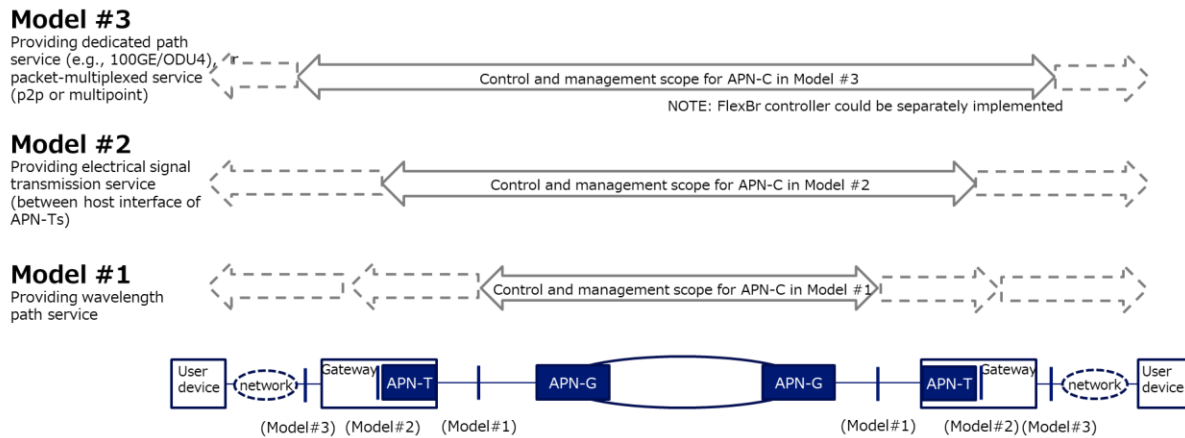 Model #3
Providing dedicated path
service (e.g., 100GE/ODU4), r
packet-multiplexed service
(p2p or multipoint)
Control and management scope for APN-C in Model #3
NOTE: FlexBr controller could be separately implemented
Model #2
Providing electrical signal
transmission service
(between host interface of
APN-Ts)
Control and management scope for APN-C in Model #2
Model #1
Providing wavelength
path service
Control and management scope for APN-C in Model #1
User
device
network
Gateway
APN-T
APN-G
APN-G
APN-T
Gateway
network
User
device
(Model#3)
(Model#2)
(Model#1)
(Model#1)
(Model#2)
(Model#3)